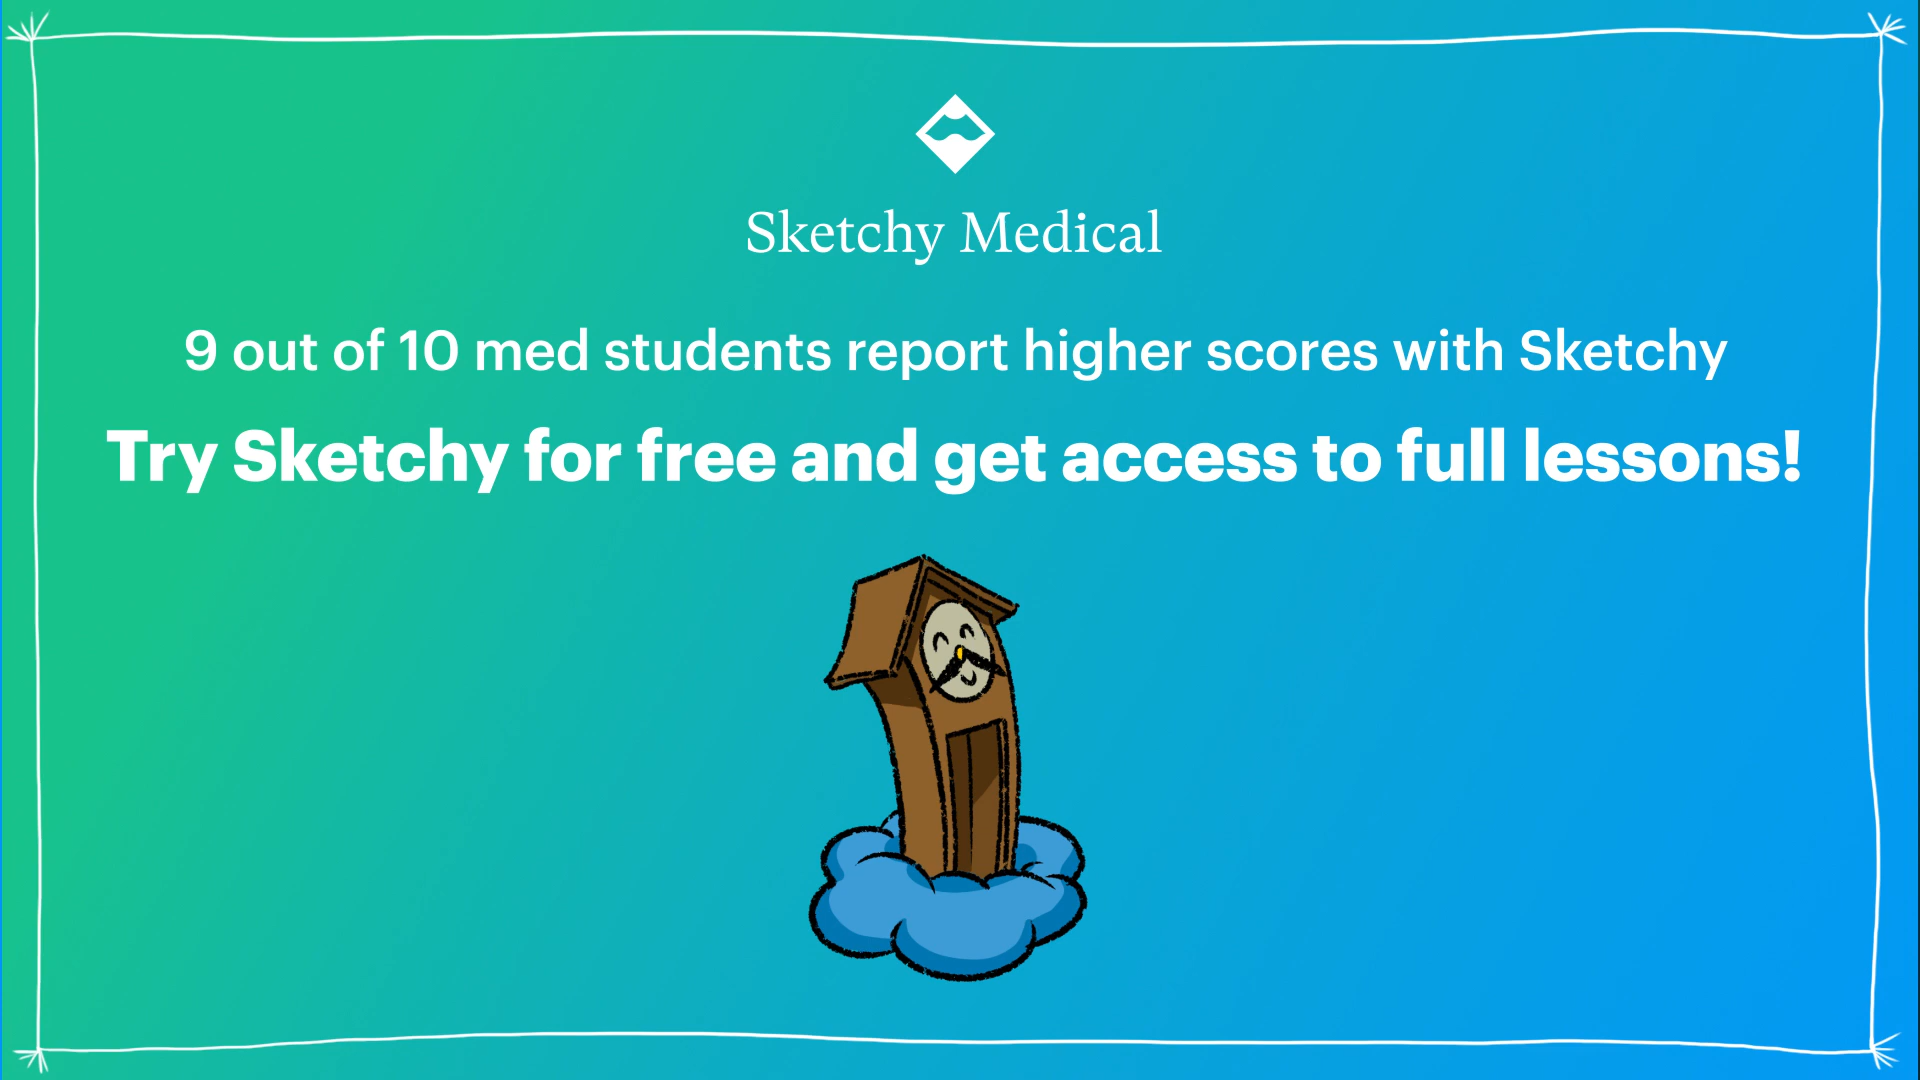 Sketchy Medical
9 out of 10 med students report higher scores with Sketchy
Try Sketchy for free and get access to full lessons!